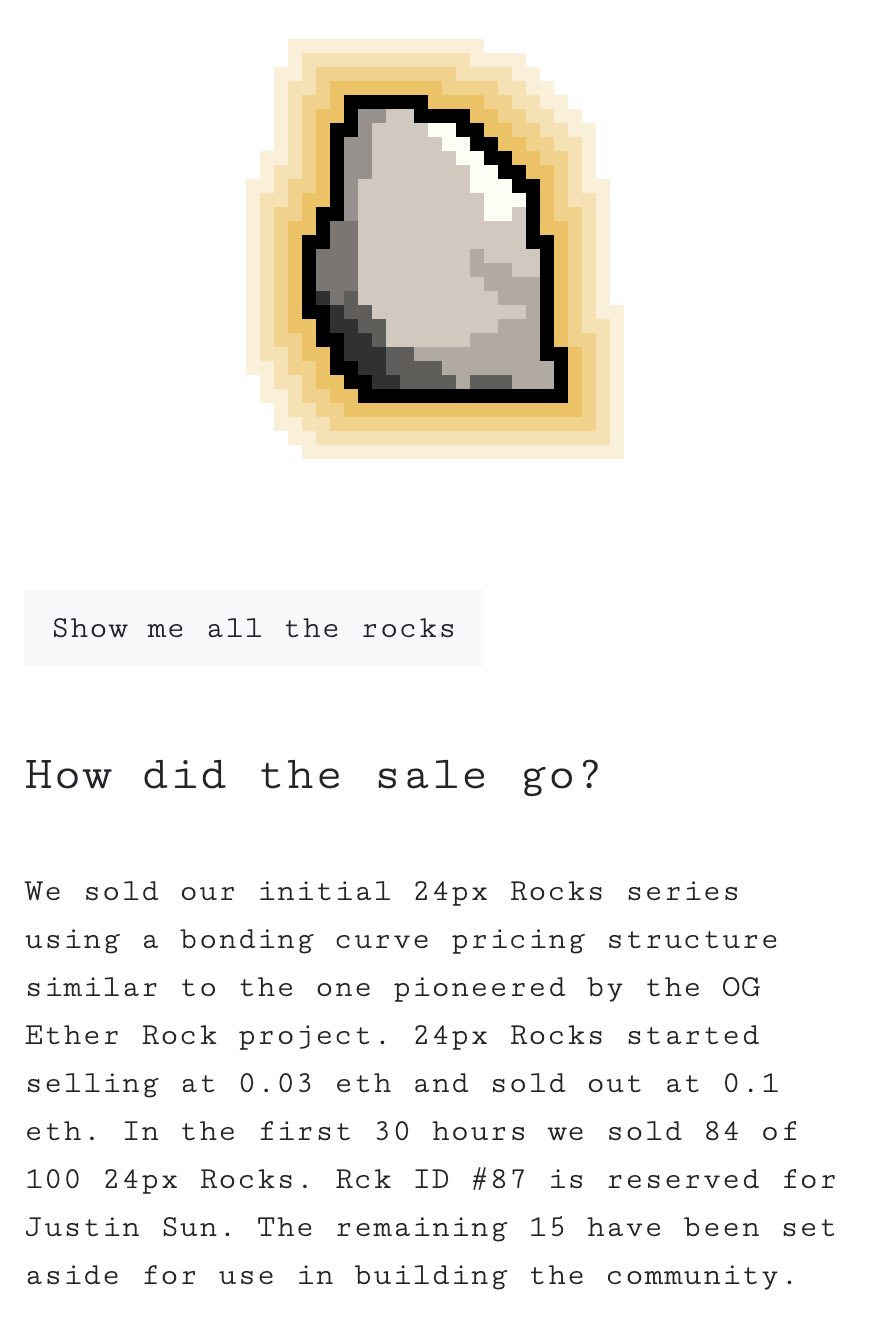 Show me all the rocks
How did the sale go?
We sold our initial 24px Rocks series
using a bonding curve pricing structure
similar to the one pioneered by the OG
Ether Rock project. 24px Rocks started
selling at 0.03 eth and sold out at 0.1
eth. In the first 30 hours we sold 84 of
100 24px Rocks. Rck ID #87 is reserved for
Justin Sun. The remaining 15 have been set
aside for use in building the community.